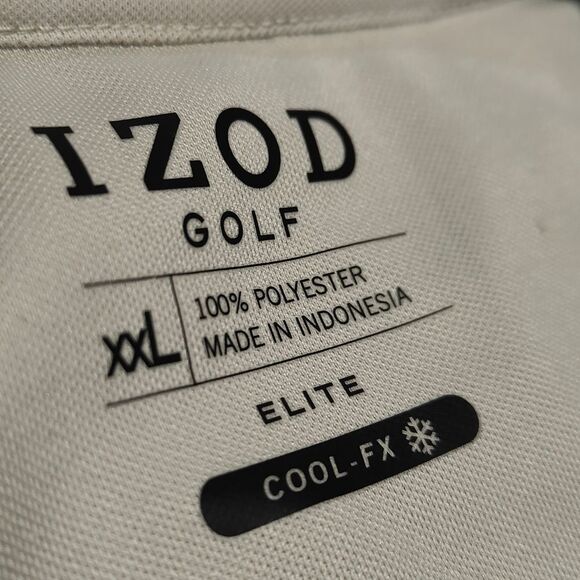 IZOD
GOLF
XXL
100% POLYESTER
MADE IN INDONESIA
ELITE
COOL-FX